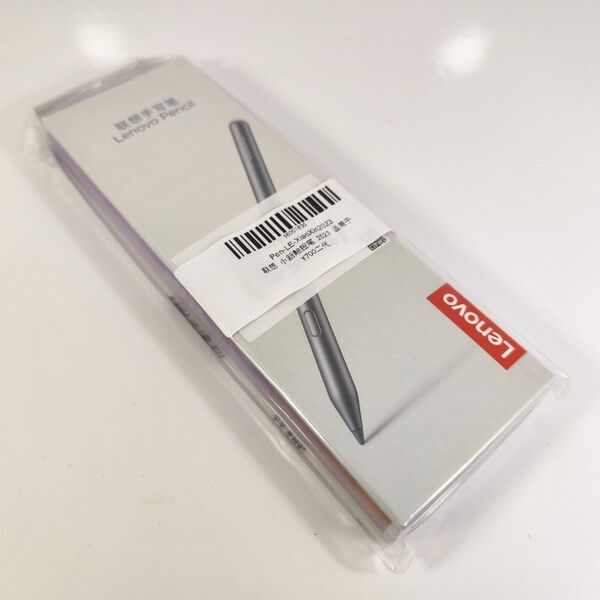 联想手写笔
Lenovo Pencil
Pen-LE-XiaoXin2023
联想 小新触控笔 2023 适用于
Y700二代
Lenovo